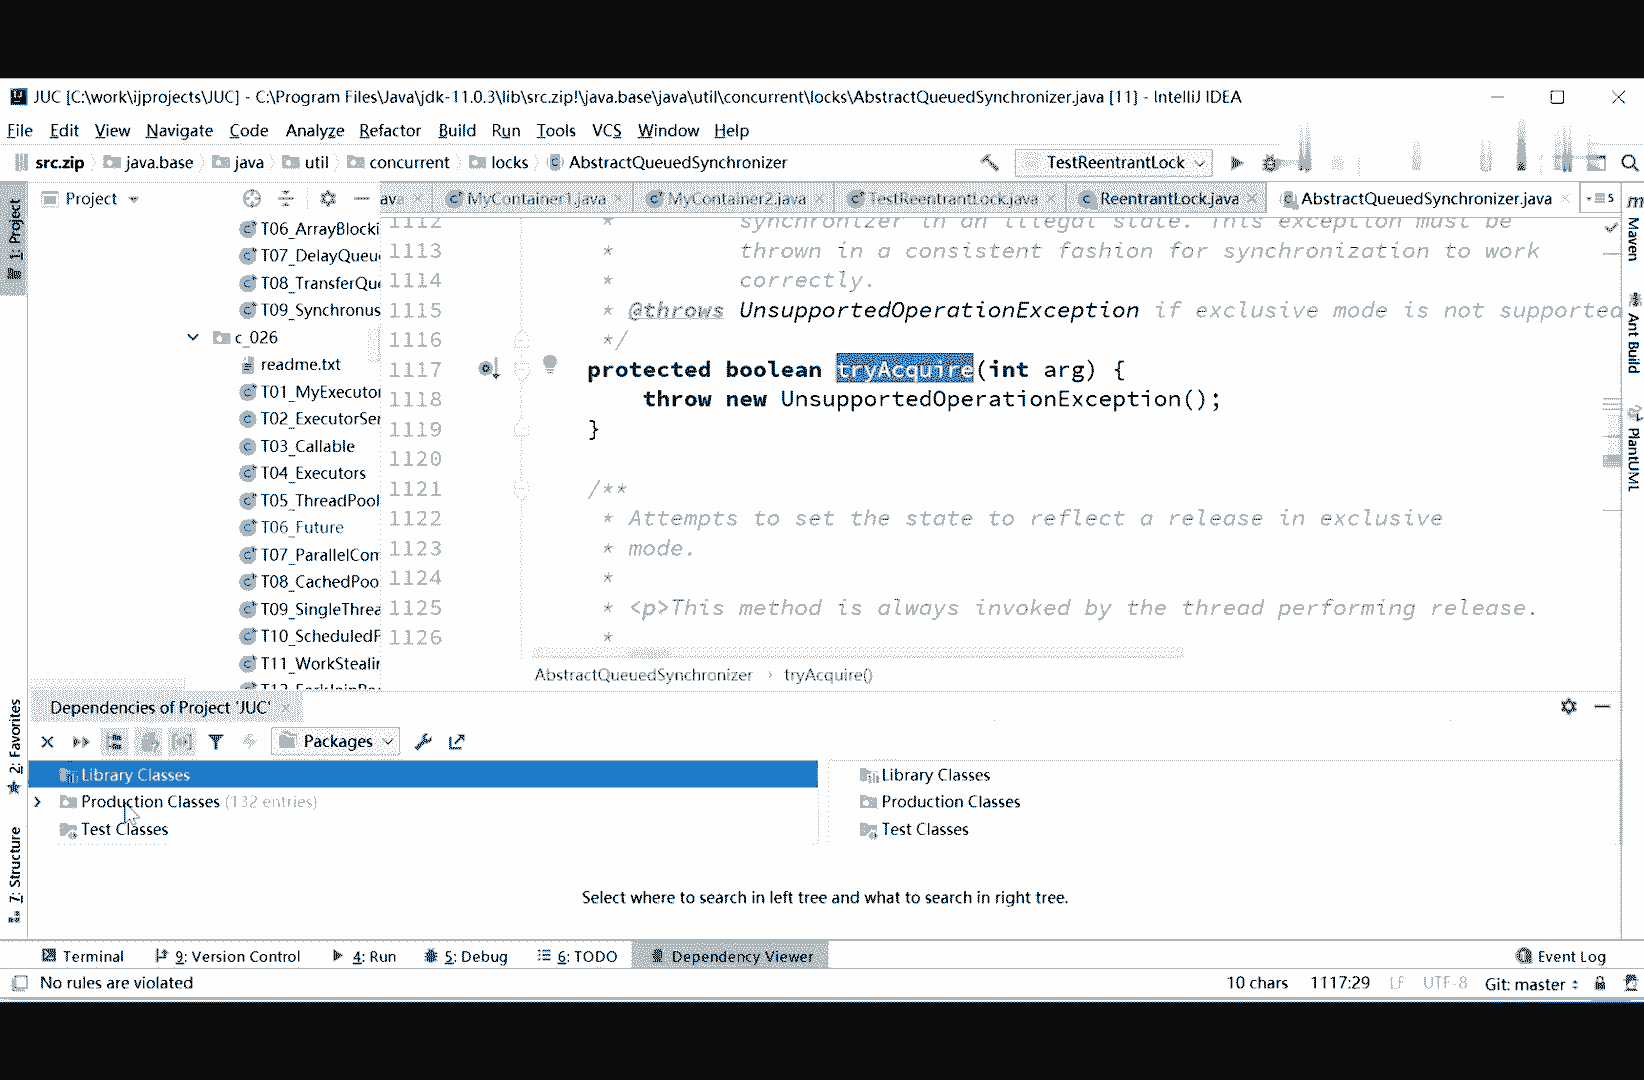 JUC [C:\work\ijprojects\JUC] - C:\Program Files\Java\jdk-11.0.3\lib\src.zip!\java.base\java\util\concurrent\locks\AbstractQueuedSynchronizer.java [11] - IntelliJ IDEA
File Edit View Navigate Code Analyze Refactor Build Run Tools VCS Window Help
src.zip java.base java util concurrent locks AbstractQueuedSynchronizer TestReentrantLock
Project ava MyContainer1.java MyContainer2.java TestReentrantLock.java ReentrantLock.java AbstractQueuedSynchronizer.java 5
1: Project
2: Favorites
7: Structure
T06_ArrayBlocki
T07_DelayQueu
T08_TransferQue
T09_Synchronus
c_026
readme.txt
T01_MyExecutor
T02_ExecutorSer
T03_Callable
T04_Executors
T05_ThreadPool
T06_Future
T07_ParallelCom
T08_CachedPoo
T09_SingleThrea
T10_ScheduledP
T11_WorkStealin
1112 * synchronizer in an illegal state. This exception must be
1113 * thrown in a consistent fashion for synchronization to work
1114 * correctly.
1115 * @throws UnsupportedOperationException if exclusive mode is not supported
1116 */
1117 protected boolean tryAcquire(int arg) {
1118 throw new UnsupportedOperationException();
1119 }
1120
1121 /**
1122 * Attempts to set the state to reflect a release in exclusive
1123 * mode.
1124 *
1125 * <p>This method is always invoked by the thread performing release.
1126 *
AbstractQueuedSynchronizer › tryAcquire()
m
Maven
Ant Build
PlantUML
Dependencies of Project 'JUC'
Packages
Library Classes
Production Classes (132 entries)
Test Classes
Library Classes
Production Classes
Test Classes
Select where to search in left tree and what to search in right tree.
Terminal 9: Version Control 4: Run 5: Debug 6: TODO Dependency Viewer Event Log
No rules are violated 10 chars 1117:29 LF UTF-8 Git: master